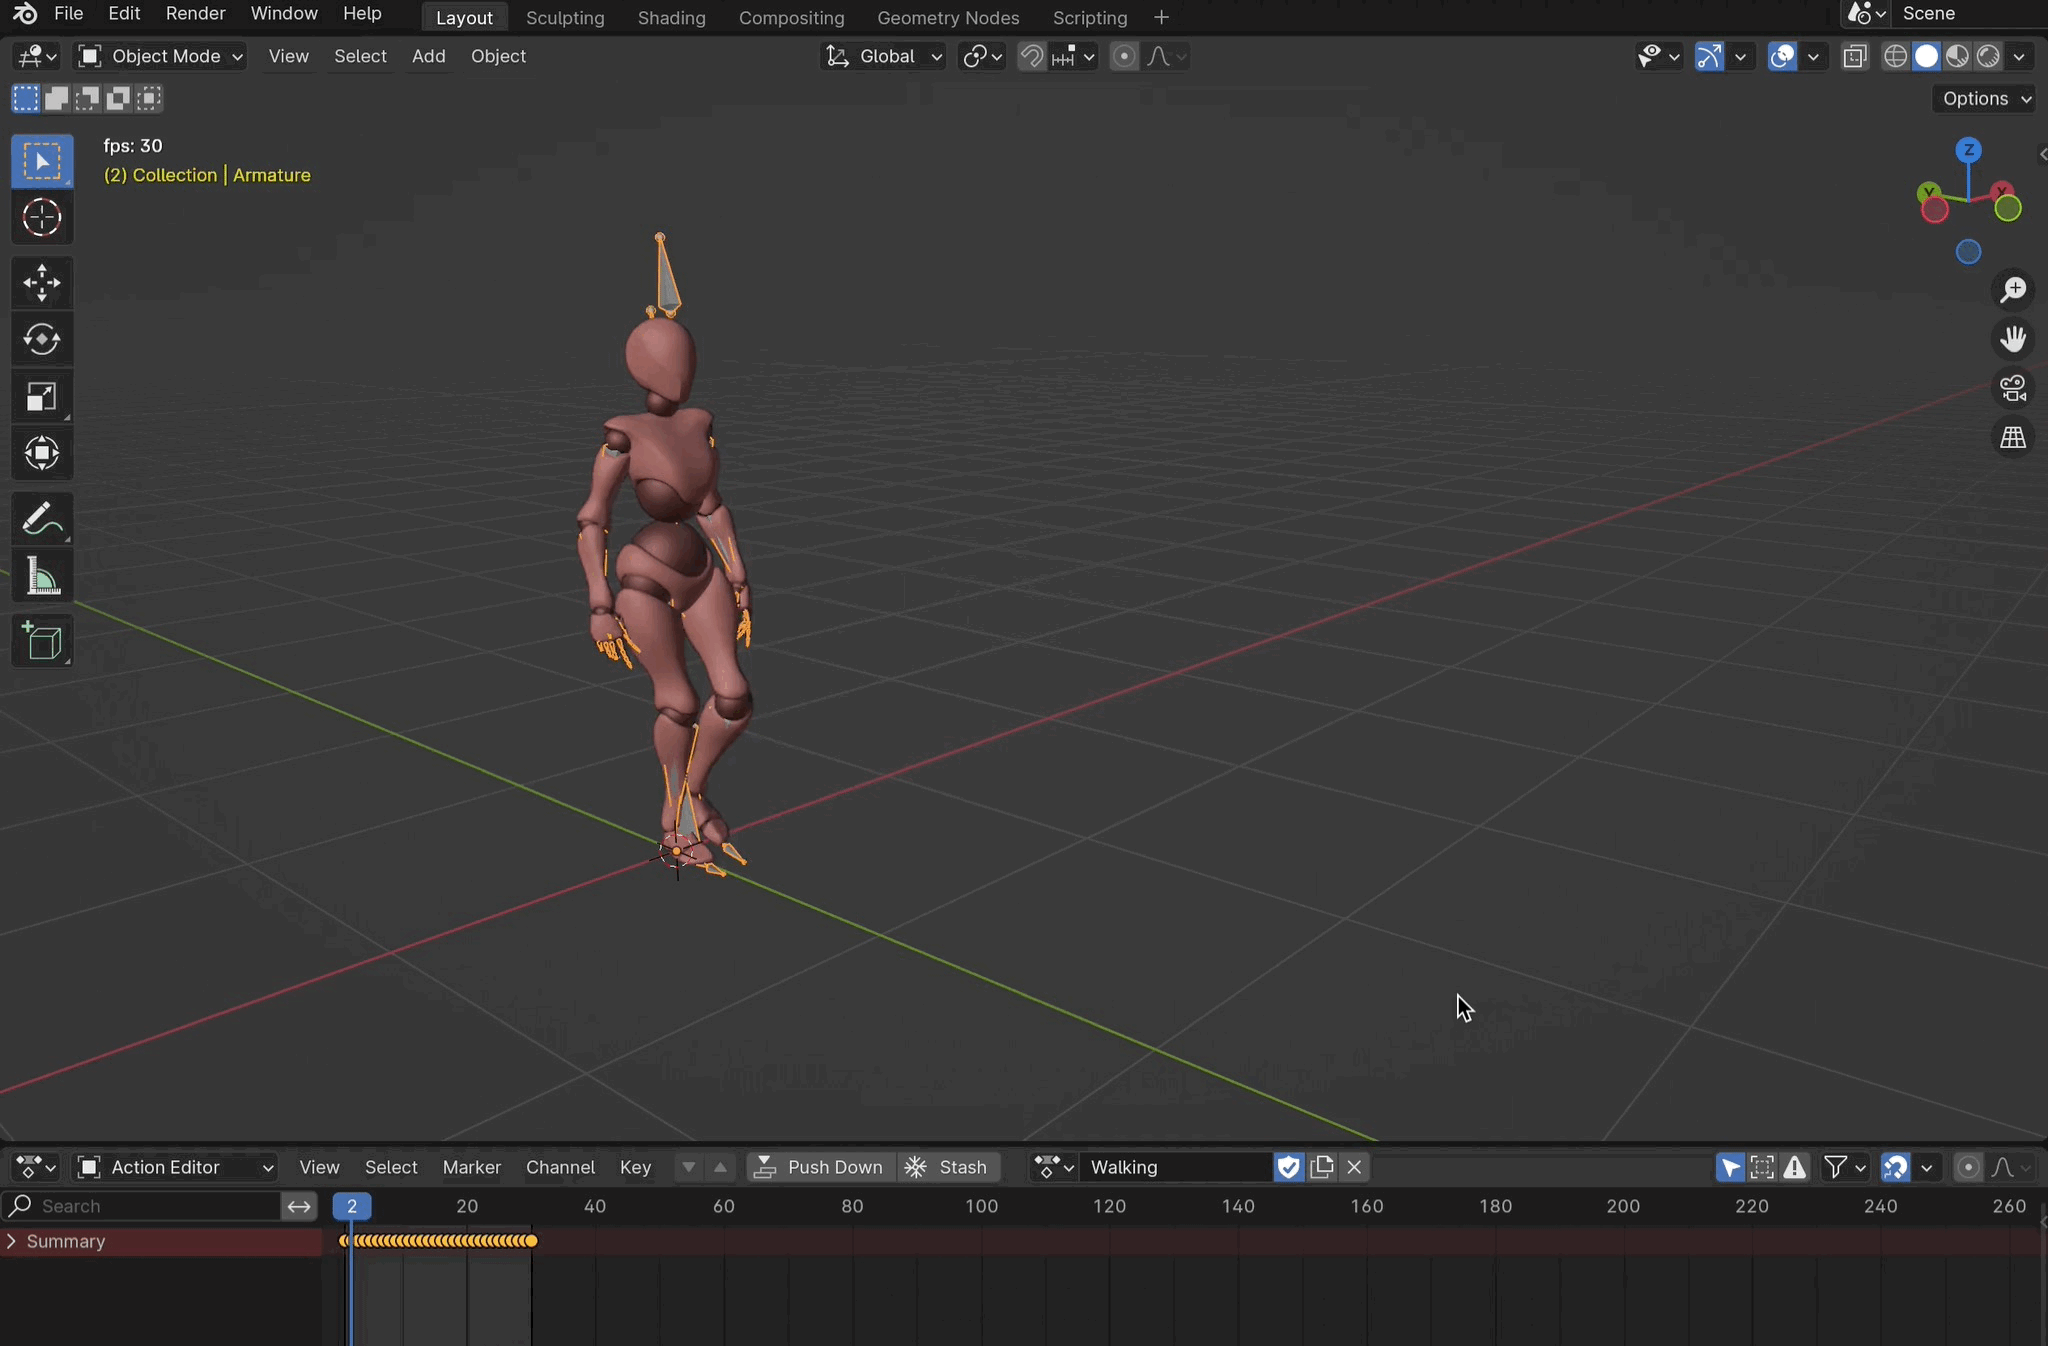 File Edit Render Window Help Layout Sculpting Shading Compositing Geometry Nodes Scripting + Scene
Object Mode View Select Add Object Global
Options
fps: 30
(2) Collection | Armature
Z
Y X
Action Editor View Select Marker Channel Key Push Down Stash Walking
Search 2 20 40 60 80 100 120 140 160 180 200 220 240 260
Summary